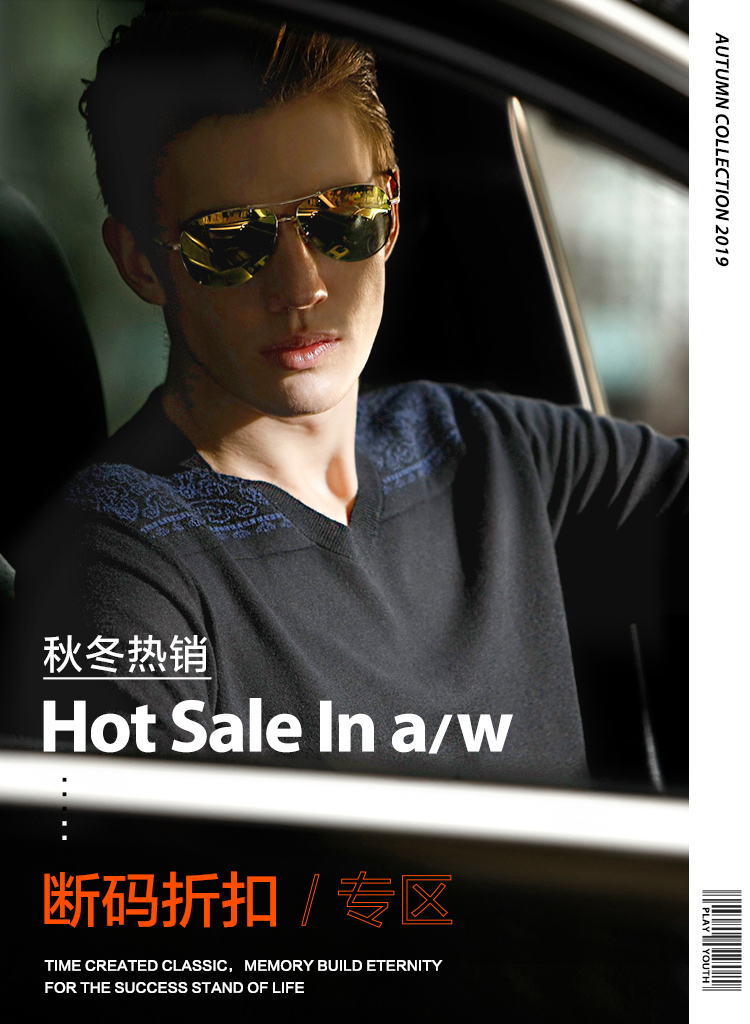 AUTUMN COLLECTION 2019
秋冬热销
Hot Sale In a/w
断码折扣 / 专区
TIME CREATED CLASSIC，MEMORY BUILD ETERNITY
FOR THE SUCCESS STAND OF LIFE
PLAY YOUTH